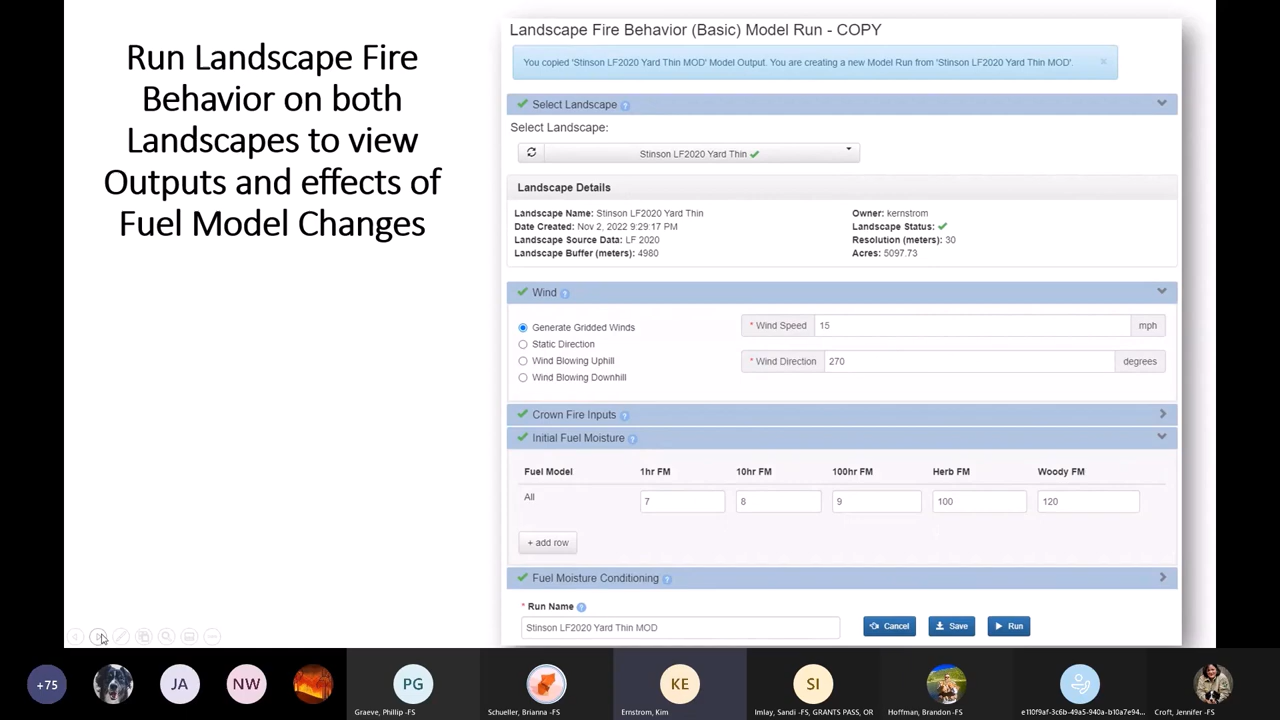 Run Landscape Fire
Behavior on both
Landscapes to view
Outputs and effects of
Fuel Model Changes
Landscape Fire Behavior (Basic) Model Run - COPY
You copied 'Stinson LF2020 Yard Thin MOD' Model Output. You are creating a new Model Run from 'Stinson LF2020 Yard Thin MOD'. ×
Select Landscape ?
Select Landscape:
Stinson LF2020 Yard Thin
Landscape Details
Landscape Name: Stinson LF2020 Yard Thin Owner: kernstrom
Date Created: Nov 2, 2022 9:29:17 PM Landscape Status:
Landscape Source Data: LF 2020 Resolution (meters): 30
Landscape Buffer (meters): 4980 Acres: 5097.73
Wind ?
Generate Gridded Winds * Wind Speed 15 mph
Static Direction
Wind Blowing Uphill * Wind Direction 270 degrees
Wind Blowing Downhill
Crown Fire Inputs ?
Initial Fuel Moisture ?
Fuel Model 1hr FM 10hr FM 100hr FM Herb FM Woody FM
All 7 8 9 100 120
+ add row
Fuel Moisture Conditioning ?
* Run Name ?
Stinson LF2020 Yard Thin MOD Cancel Save Run
+75 JA NW PG KE SI
Graeve, Phillip -FS Schueller, Brianna -FS Ernstrom, Kim Imlay, Sandi -FS, GRANTS PASS, OR Hoffman, Brandon -FS e110f9af-3c6b-49a5-940a-b10a7e94... Croft, Jennifer -FS